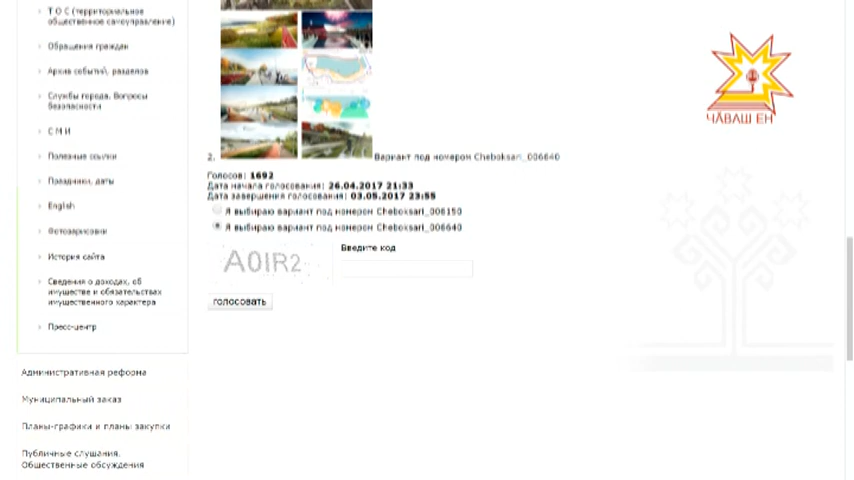 Т О С (территориальное
общественное самоуправление)
Обращения граждан
Архив событий, разделов
Службы города. Вопросы
безопасности
С М И
Полезные ссылки
Праздники, даты
English
Фотозарисовки
История сайта
Сведения о доходах, об
имуществе и обязательствах
имущественного характера
Пресс-центр
Административная реформа
Муниципальный заказ
Планы-графики и планы закупки
Публичные слушания.
Общественные обсуждения
2. Вариант под номером Cheboksari_006640
Голосов: 1692
Дата начала голосования: 26.04.2017 21:33
Дата завершения голосования: 03.05.2017 23:55
Я выбираю вариант под номером Cheboksari_006150
Я выбираю вариант под номером Cheboksari_006640
A0IR2
Введите код
голосовать
ЧӐВАШ ЕН